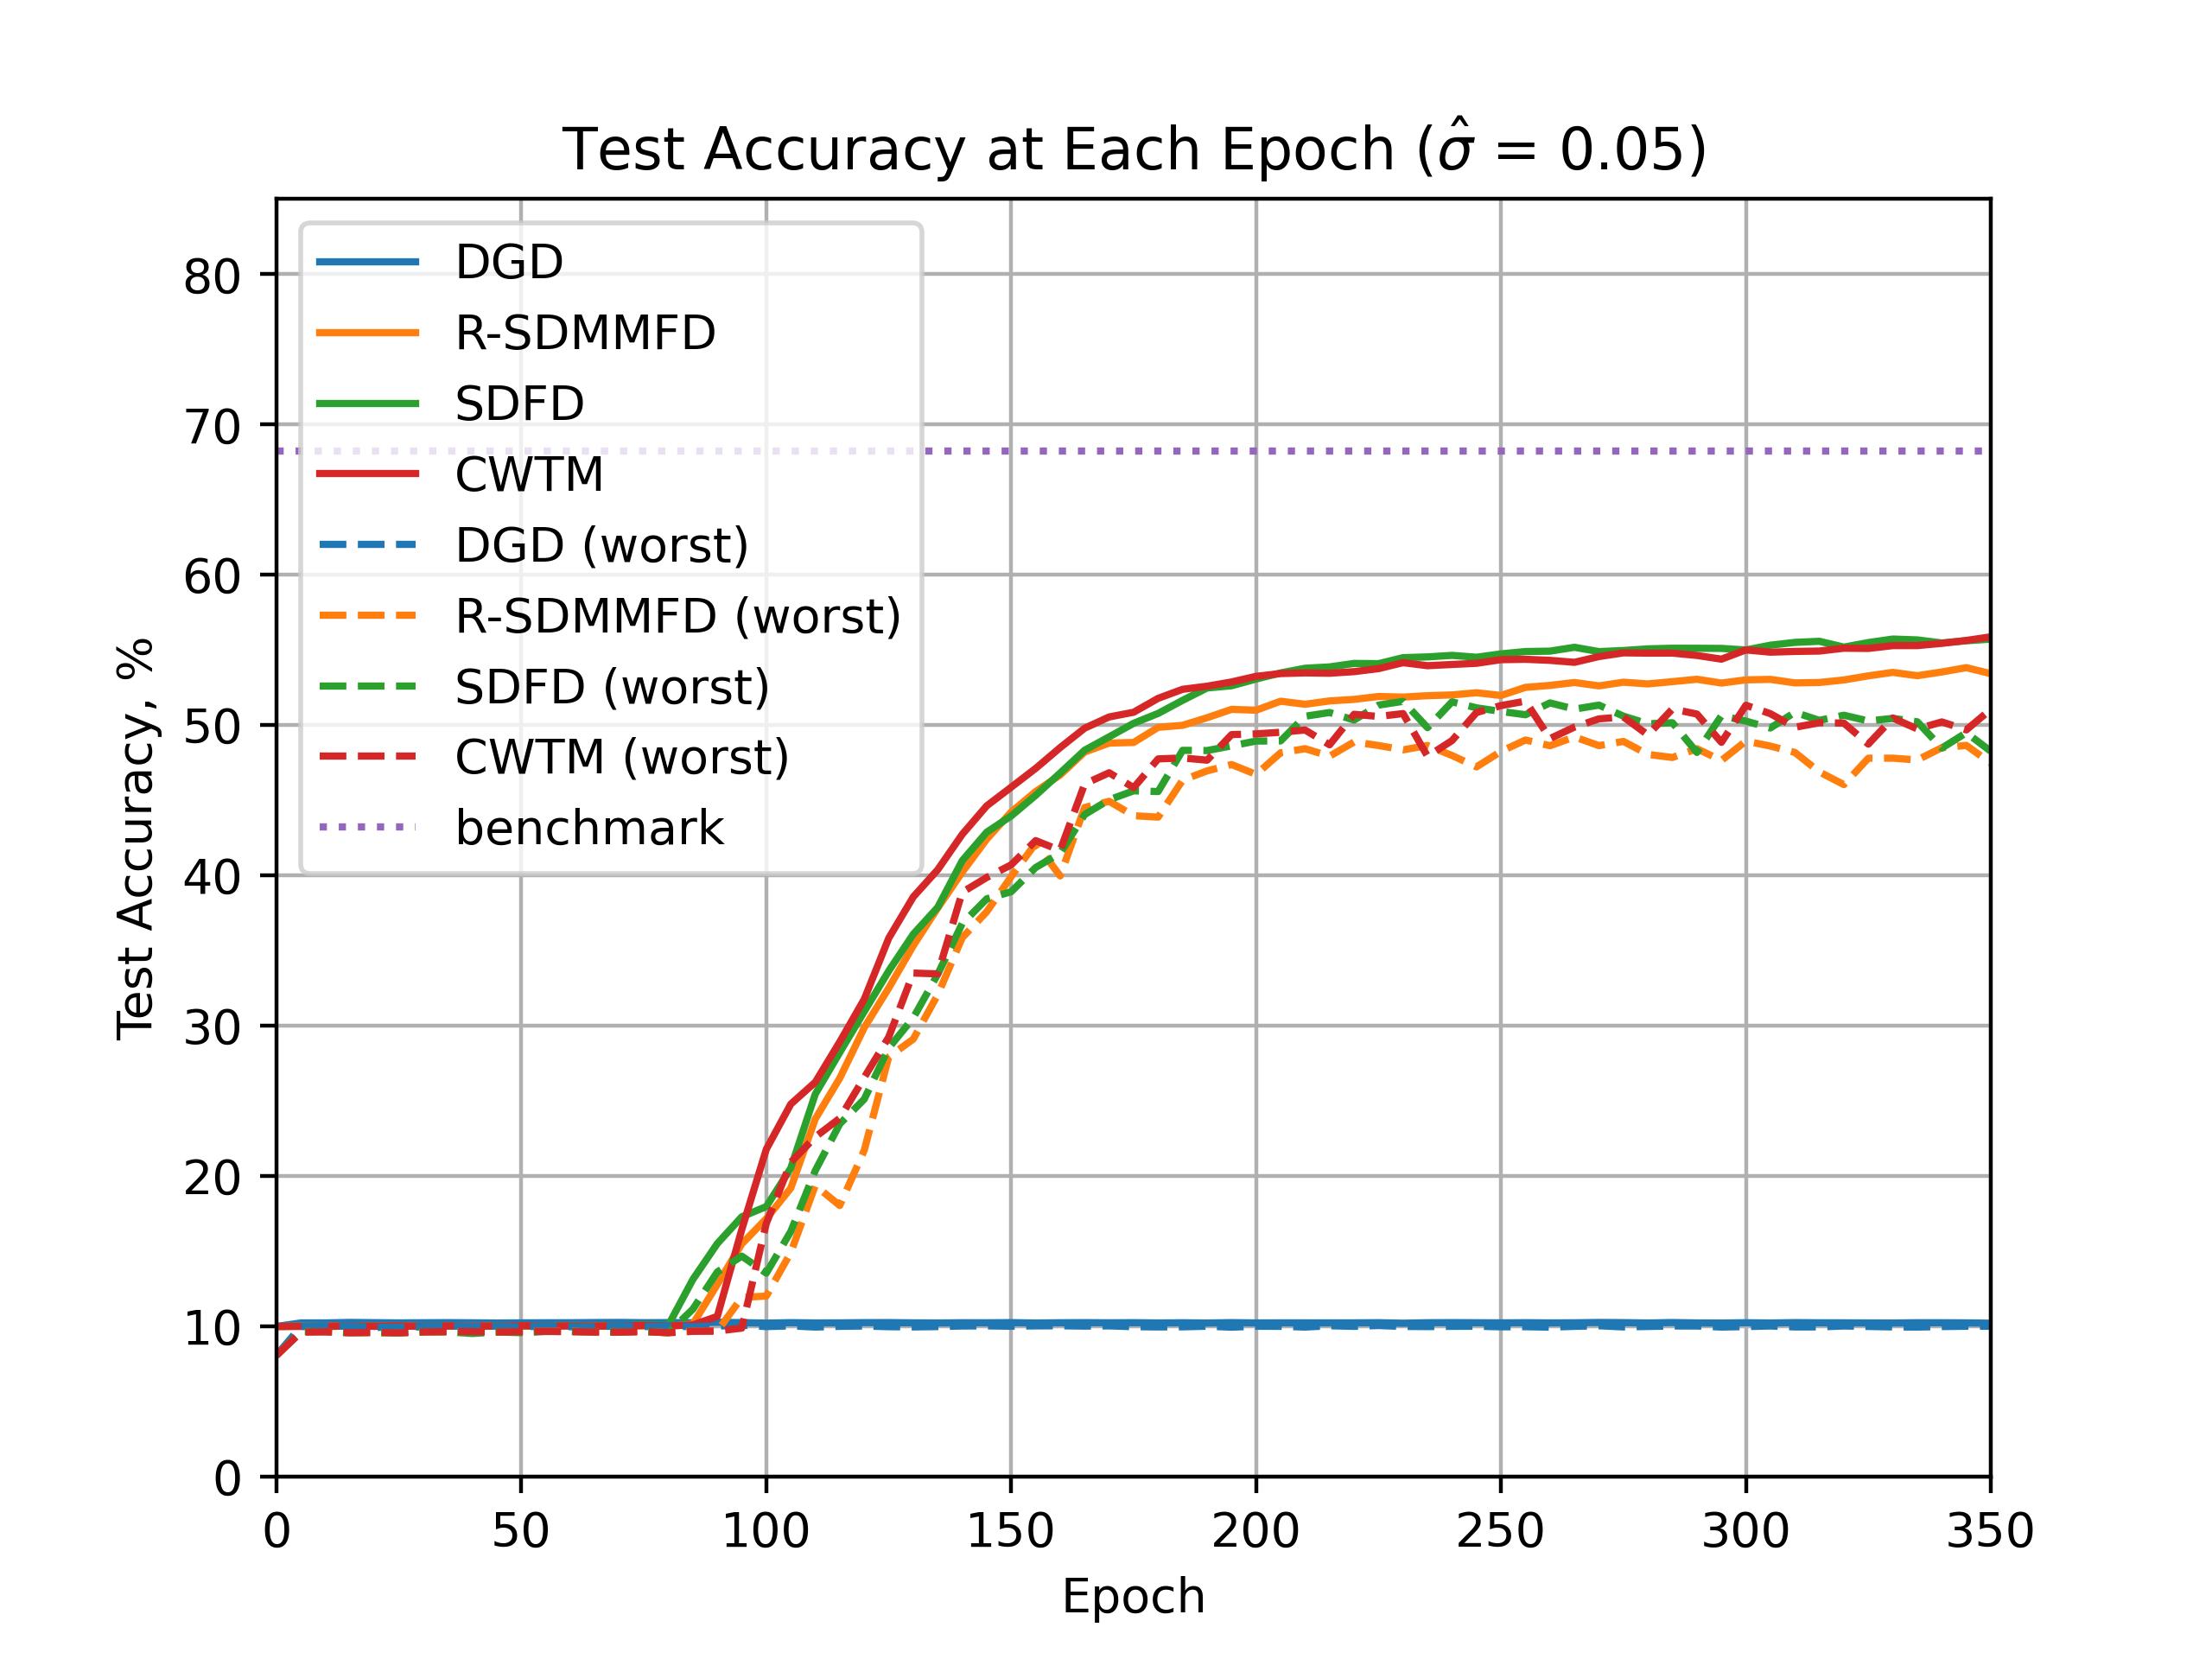 Test Accuracy at Each Epoch (σ̂ = 0.05)
DGD
R-SDMMFD
SDFD
CWTM
DGD (worst)
R-SDMMFD (worst)
SDFD (worst)
CWTM (worst)
benchmark
Test Accuracy, %
80
70
60
50
40
30
20
10
0
0 50 100 150 200 250 300 350
Epoch